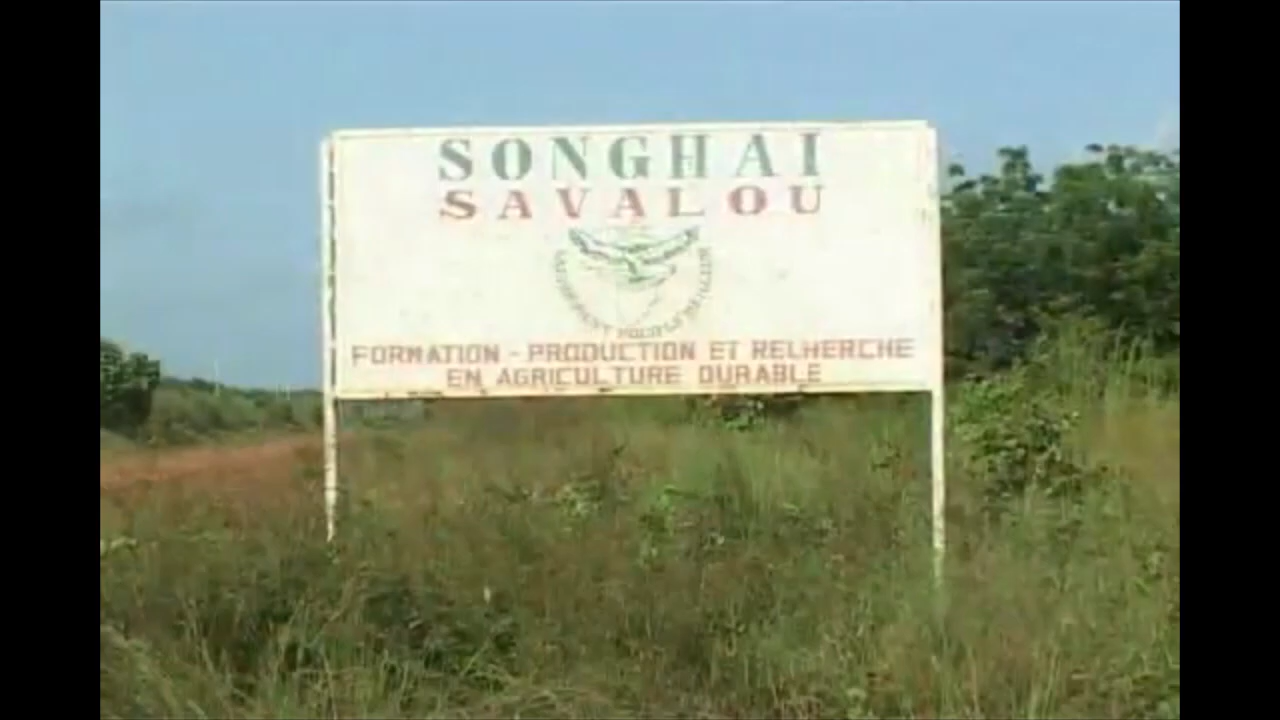 SONGHAI
SAVALOU
FORMATION - PRODUCTION ET RELHERCHE
EN AGRICULTURE DURABLE